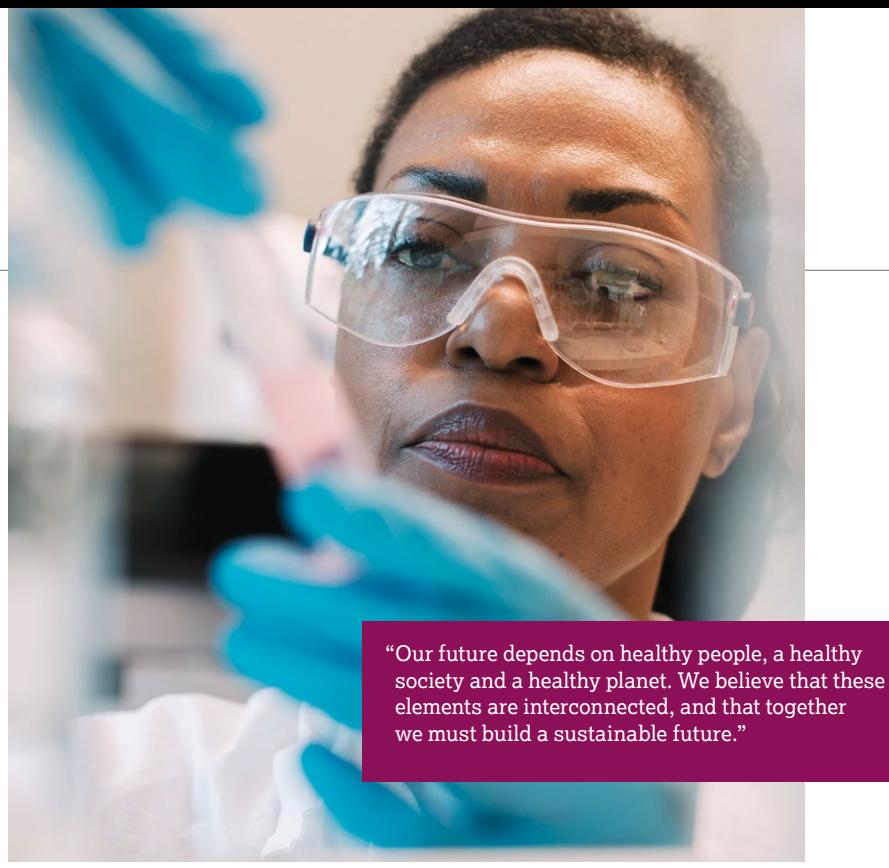 “Our future depends on healthy people, a healthy
society and a healthy planet. We believe that these
elements are interconnected, and that together
we must build a sustainable future.”